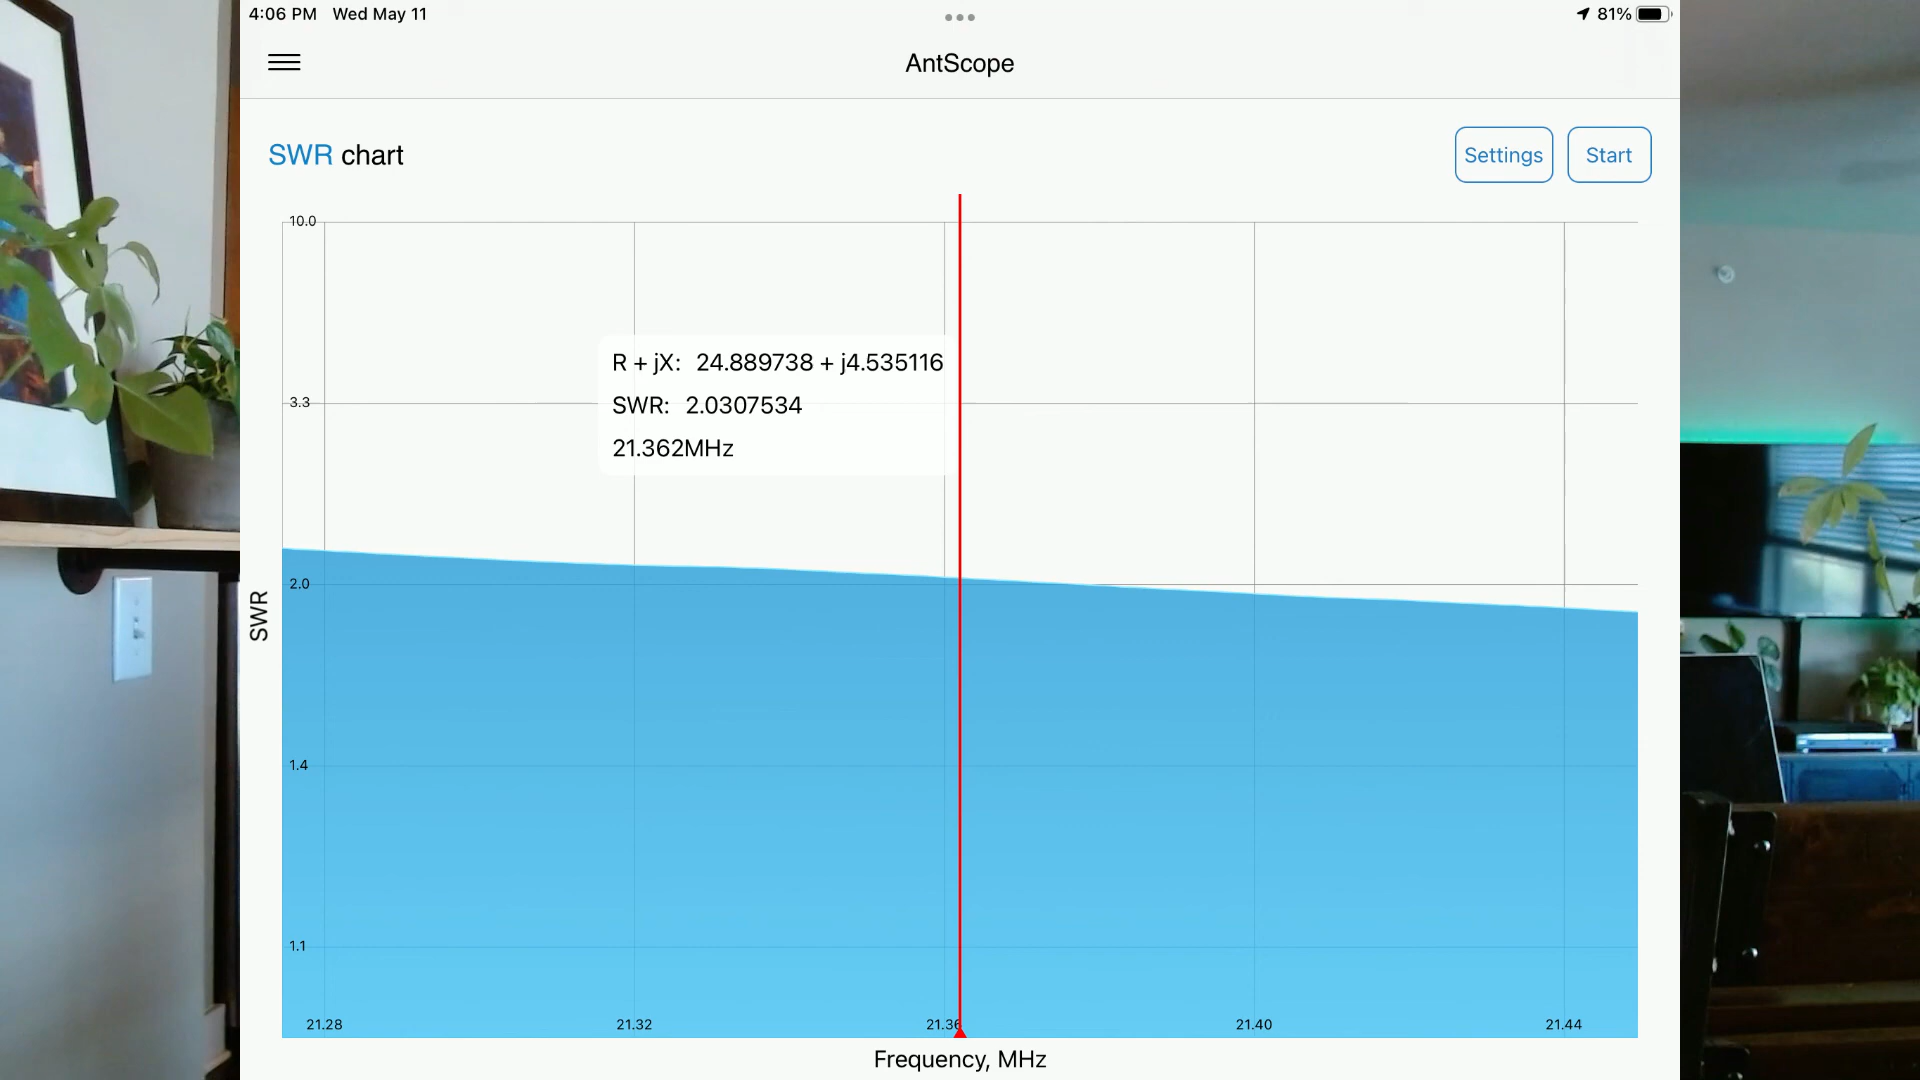 4:06 PM Wed May 11
81%
AntScope
SWR chart
Settings
Start
10.0
R + jX: 24.889738 + j4.535116
3.3
SWR: 2.0307534
21.362MHz
2.0
SWR
1.4
1.1
21.28
21.32
21.36
21.40
21.44
Frequency, MHz